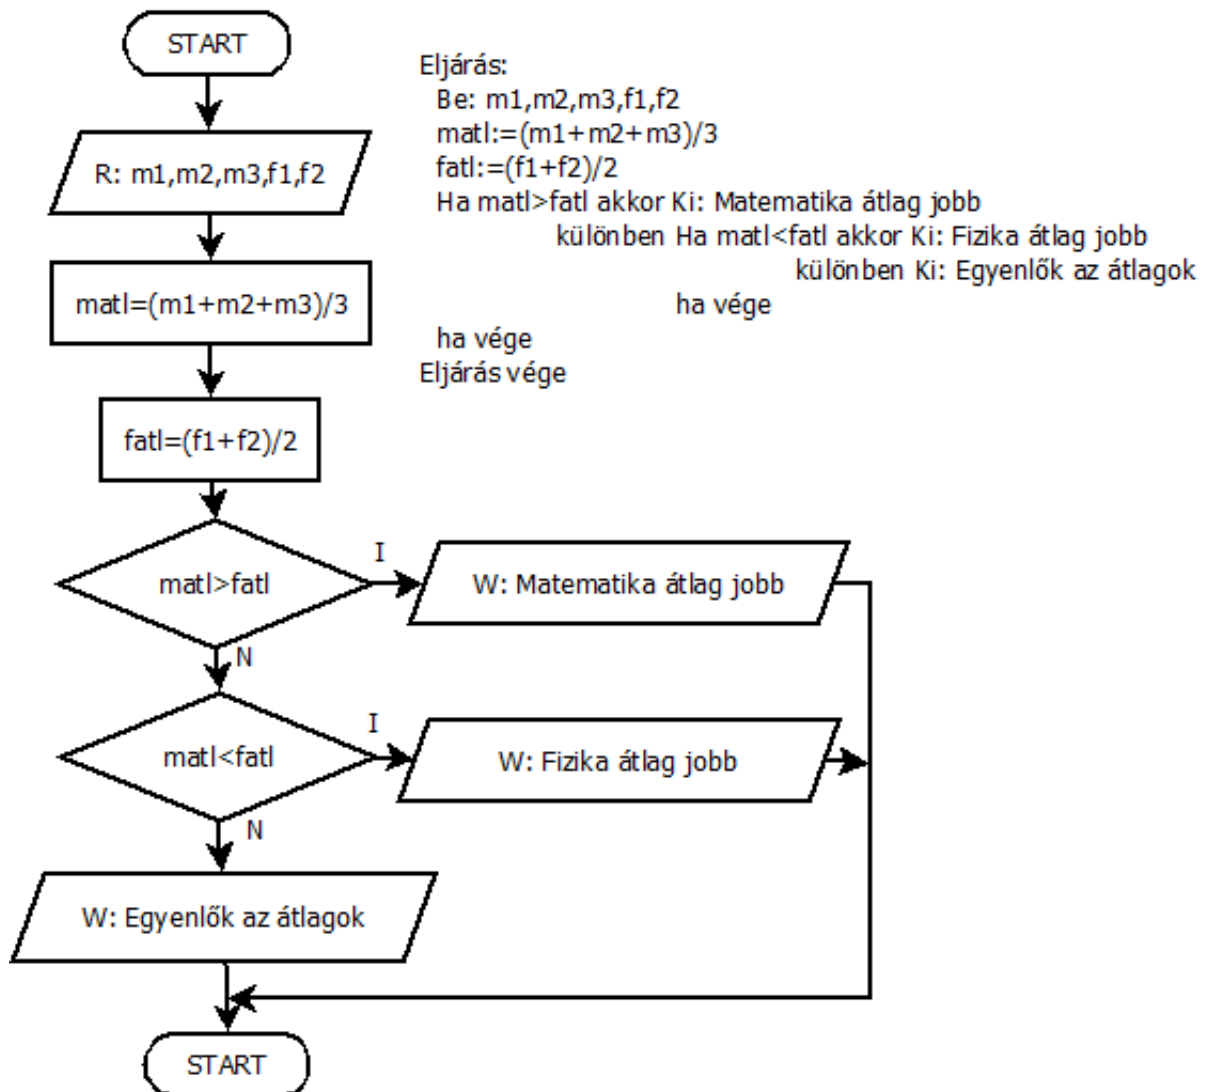 START
R: m1,m2,m3,f1,f2
matl=(m1+m2+m3)/3
fatl=(f1+f2)/2
matl>fatl
I
W: Matematika átlag jobb
N
matl<fatl
I
W: Fizika átlag jobb
N
W: Egyenlők az átlagok
START
Eljárás:
Be: m1,m2,m3,f1,f2
matl:=(m1+m2+m3)/3
fatl:=(f1+f2)/2
Ha matl>fatl akkor Ki: Matematika átlag jobb
különben Ha matl<fatl akkor Ki: Fizika átlag jobb
különben Ki: Egyenlők az átlagok
ha vége
ha vége
Eljárás vége